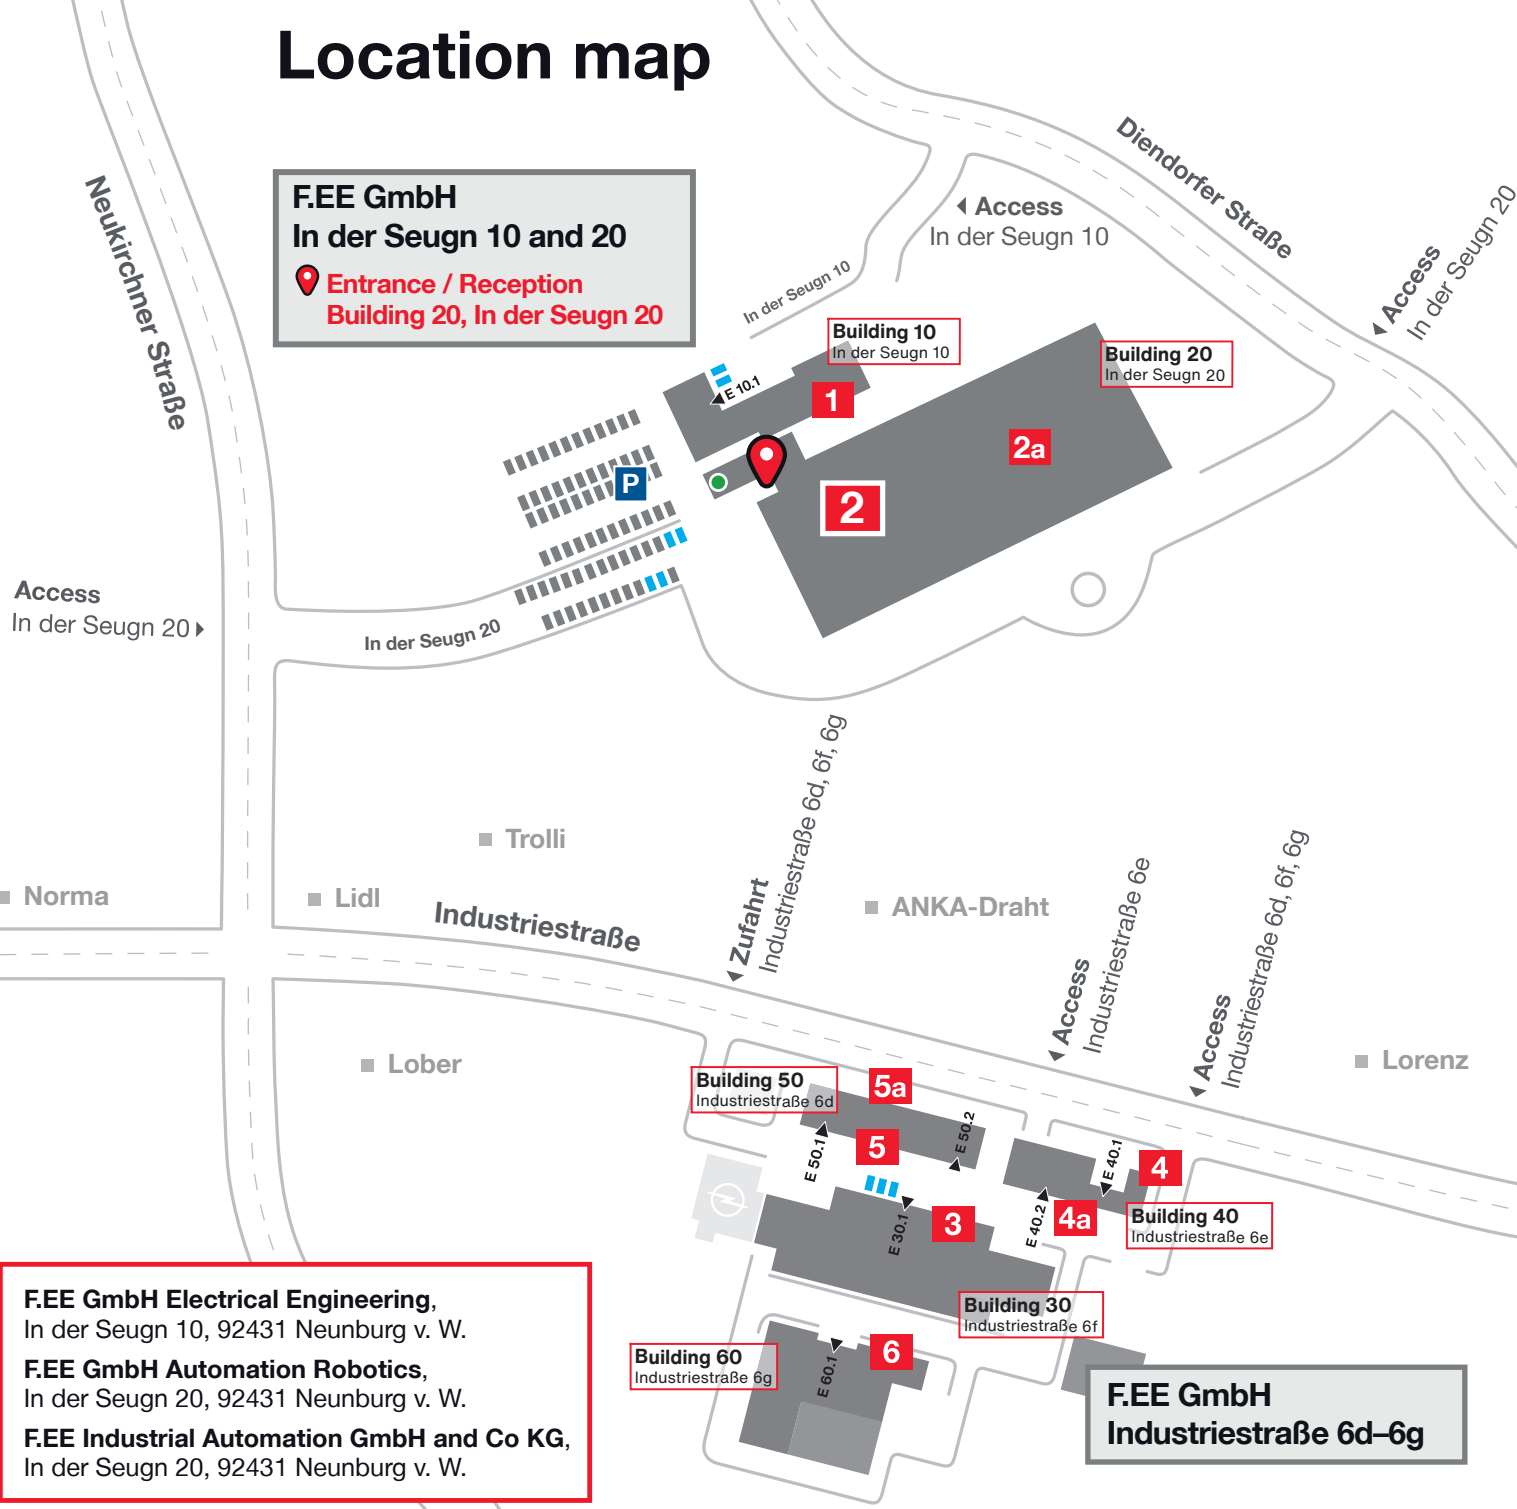 Location map
F.EE GmbH
In der Seugn 10 and 20
Entrance / Reception
Building 20, In der Seugn 20
Neukirchner Straße
Diendorfer Straße
Access
In der Seugn 10
Access
In der Seugn 20
In der Seugn 10
Building 10
In der Seugn 10
Building 20
In der Seugn 20
E 10.1
1
2a
P
2
Access
In der Seugn 20
In der Seugn 20
Trolli
Norma
Lidl
Industriestraße
Zufahrt
Industriestraße 6d, 6f, 6g
ANKA-Draht
Access
Industriestraße 6e
Access
Industriestraße 6d, 6f, 6g
Lober
Lorenz
Building 50
Industriestraße 6d
5a
5
E 50.1
E 50.2
E 40.1
4
4a
E 40.2
Building 40
Industriestraße 6e
3
E 30.1
Building 30
Industriestraße 6f
Building 60
Industriestraße 6g
6
E 60.1
F.EE GmbH Electrical Engineering,
In der Seugn 10, 92431 Neunburg v. W.
F.EE GmbH Automation Robotics,
In der Seugn 20, 92431 Neunburg v. W.
F.EE Industrial Automation GmbH and Co KG,
In der Seugn 20, 92431 Neunburg v. W.
F.EE GmbH
Industriestraße 6d–6g